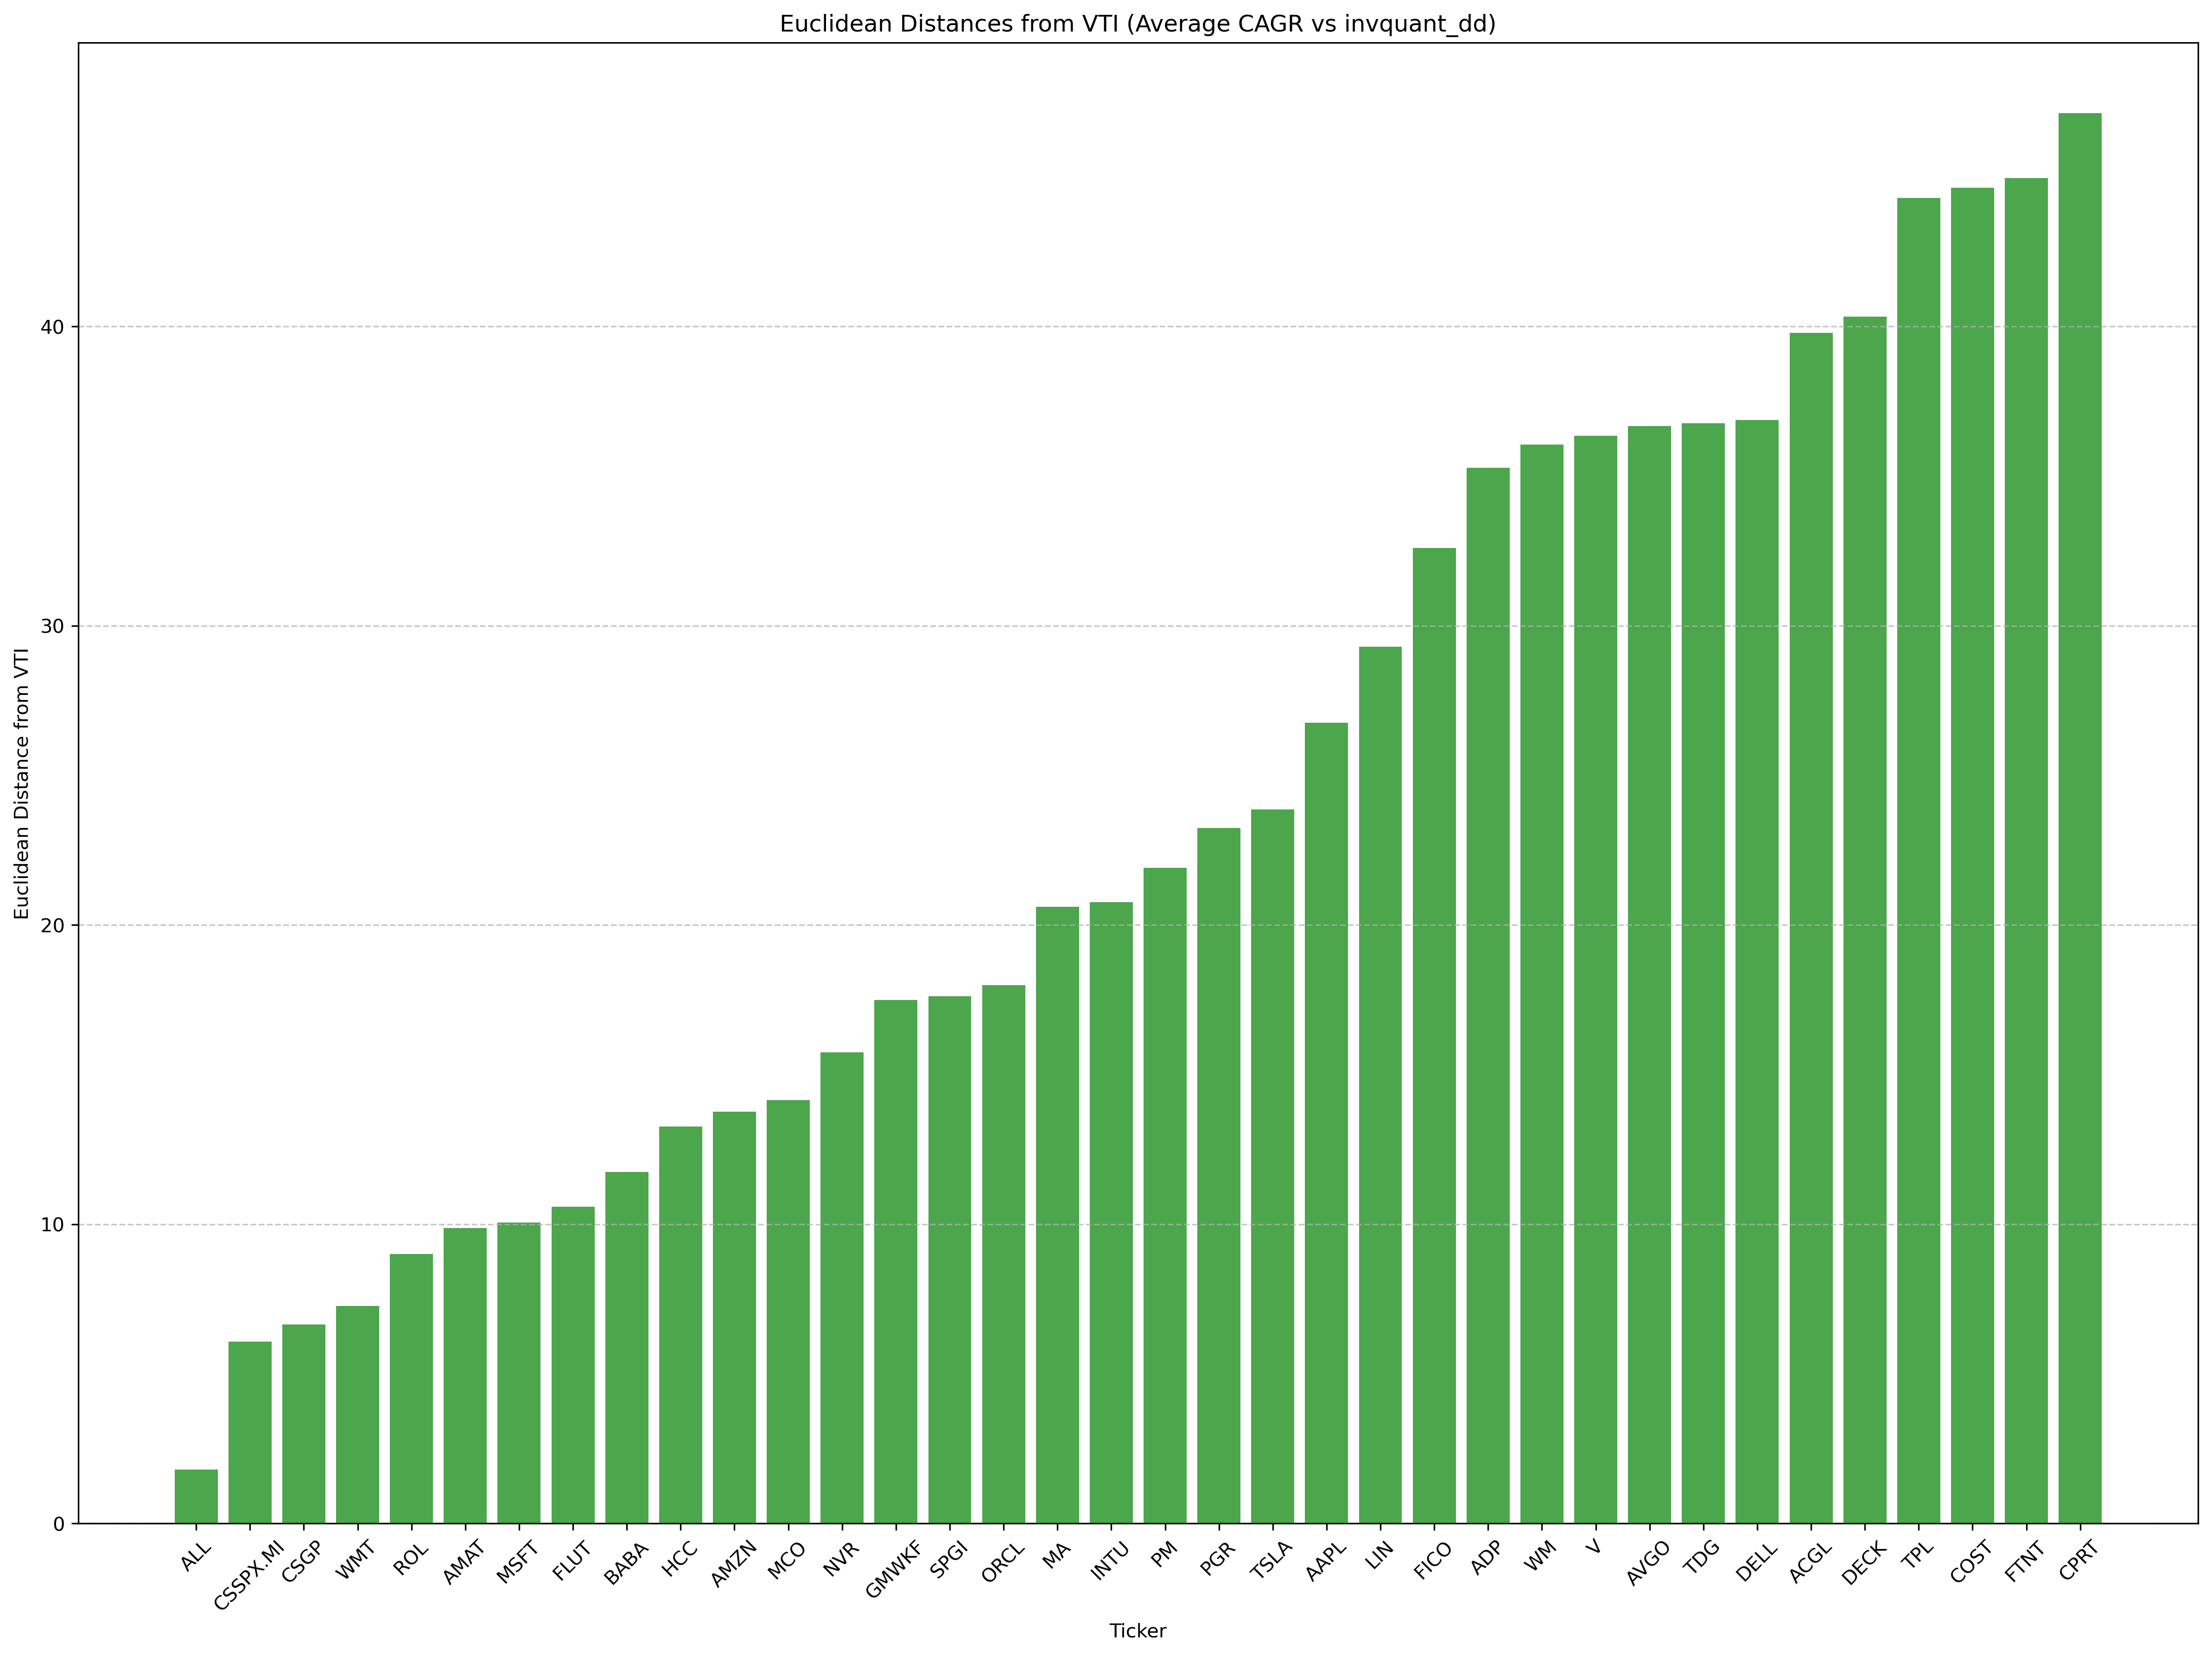 Euclidean Distances from VTI (Average CAGR vs invquant_dd)
Euclidean Distance from VTI
40
30
20
10
0
ALL
CSSPX.MI
CSGP
WMT
ROL
AMAT
MSFT
FLUT
BABA
HCC
AMZN
MCO
NVR
GMWKF
SPGI
ORCL
MA
INTU
PM
PGR
TSLA
AAPL
LIN
FICO
ADP
WM
V
AVGO
TDG
DELL
ACGL
DECK
TPL
COST
FTNT
CPRT
Ticker